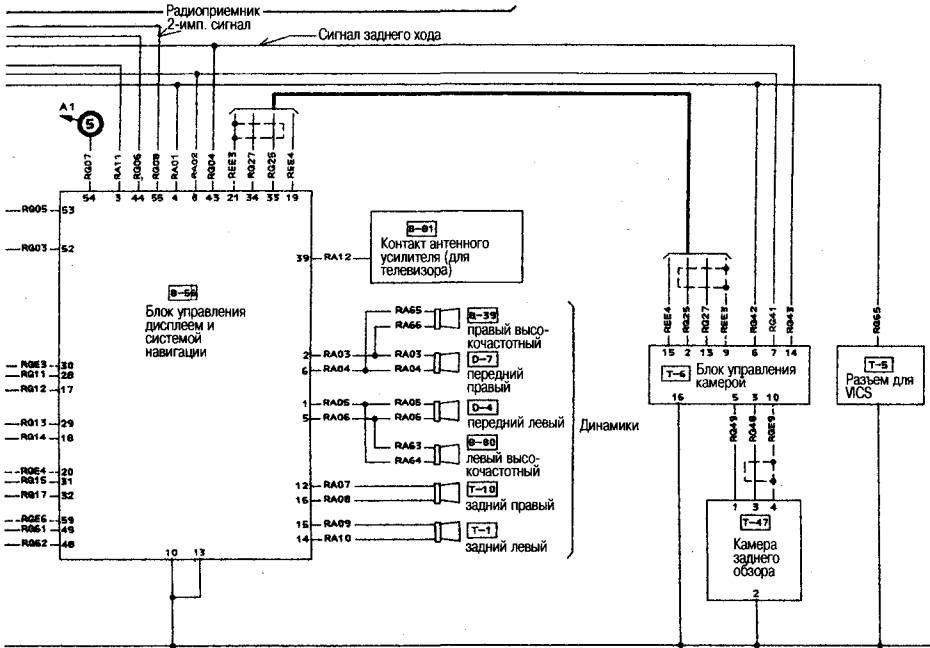 Радиоприемник
2-имп. сигнал
Сигнал заднего хода
A1
5
RG07
RA11
RG06
RG08
RA01
RA02
RG04
REE3
RG27
RG25
REE4
54 3 44 55 4 6 43 21 34 33 19
RG05 53
RG03 52
39 RA12
B-81
Контакт антенного
усилителя (для
телевизора)
Блок управления
дисплеем и
системой
навигации
RGE3 30
RG11 28
RG12 17
RG13 29
RG14 18
RGE4 20
RG15 31
RG17 32
RGE6 59
RG61 45
RG62 46
10 13
RA65
RA66
B-39
правый высо-
кочастотный
2 RA03 RA03
6 RA04 RA04
D-7
передний
правый
1 RA05 RA05
5 RA06 RA06
D-4
передний левый
RA63
RA64
B-80
левый высо-
кочастотный
12 RA07
16 RA08
T-10
задний правый
15 RA09
14 RA10
T-1
задний левый
Динамики
REE4
RG25
RG27
REE3
RG42
RG41
RG43
RG65
15 2 13 9 6 7 14
T-6 Блок управления
камерой
16 5 3 10
T-5
Разъем для
VICS
RG49
RG48
RGE9
1 3 4
T-47
Камера
заднего
обзора
2